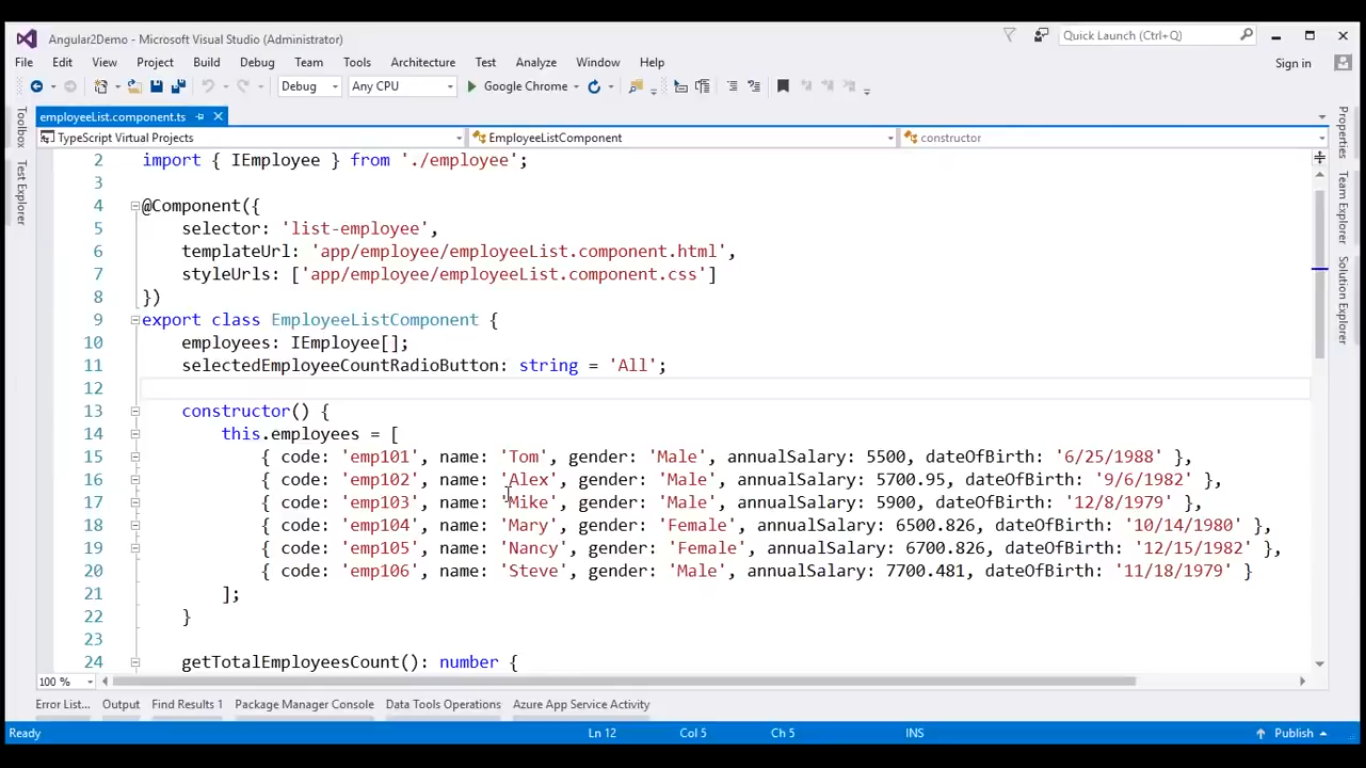 Angular2Demo - Microsoft Visual Studio (Administrator)
Quick Launch (Ctrl+Q)
File Edit View Project Build Debug Team Tools Architecture Test Analyze Window Help
Sign in
Debug Any CPU Google Chrome
employeeList.component.ts
TypeScript Virtual Projects EmployeeListComponent constructor
Toolbox
Test Explorer
2 import { IEmployee } from './employee';
3
4 @Component({
5 selector: 'list-employee',
6 templateUrl: 'app/employee/employeeList.component.html',
7 styleUrls: ['app/employee/employeeList.component.css']
8 })
9 export class EmployeeListComponent {
10 employees: IEmployee[];
11 selectedEmployeeCountRadioButton: string = 'All';
12
13 constructor() {
14 this.employees = [
15 { code: 'emp101', name: 'Tom', gender: 'Male', annualSalary: 5500, dateOfBirth: '6/25/1988' },
16 { code: 'emp102', name: 'Alex', gender: 'Male', annualSalary: 5700.95, dateOfBirth: '9/6/1982' },
17 { code: 'emp103', name: 'Mike', gender: 'Male', annualSalary: 5900, dateOfBirth: '12/8/1979' },
18 { code: 'emp104', name: 'Mary', gender: 'Female', annualSalary: 6500.826, dateOfBirth: '10/14/1980' },
19 { code: 'emp105', name: 'Nancy', gender: 'Female', annualSalary: 6700.826, dateOfBirth: '12/15/1982' },
20 { code: 'emp106', name: 'Steve', gender: 'Male', annualSalary: 7700.481, dateOfBirth: '11/18/1979' }
21 ];
22 }
23
24 getTotalEmployeesCount(): number {
Properties
Team Explorer
Solution Explorer
100 %
Error List... Output Find Results 1 Package Manager Console Data Tools Operations Azure App Service Activity
Ready Ln 12 Col 5 Ch 5 INS Publish